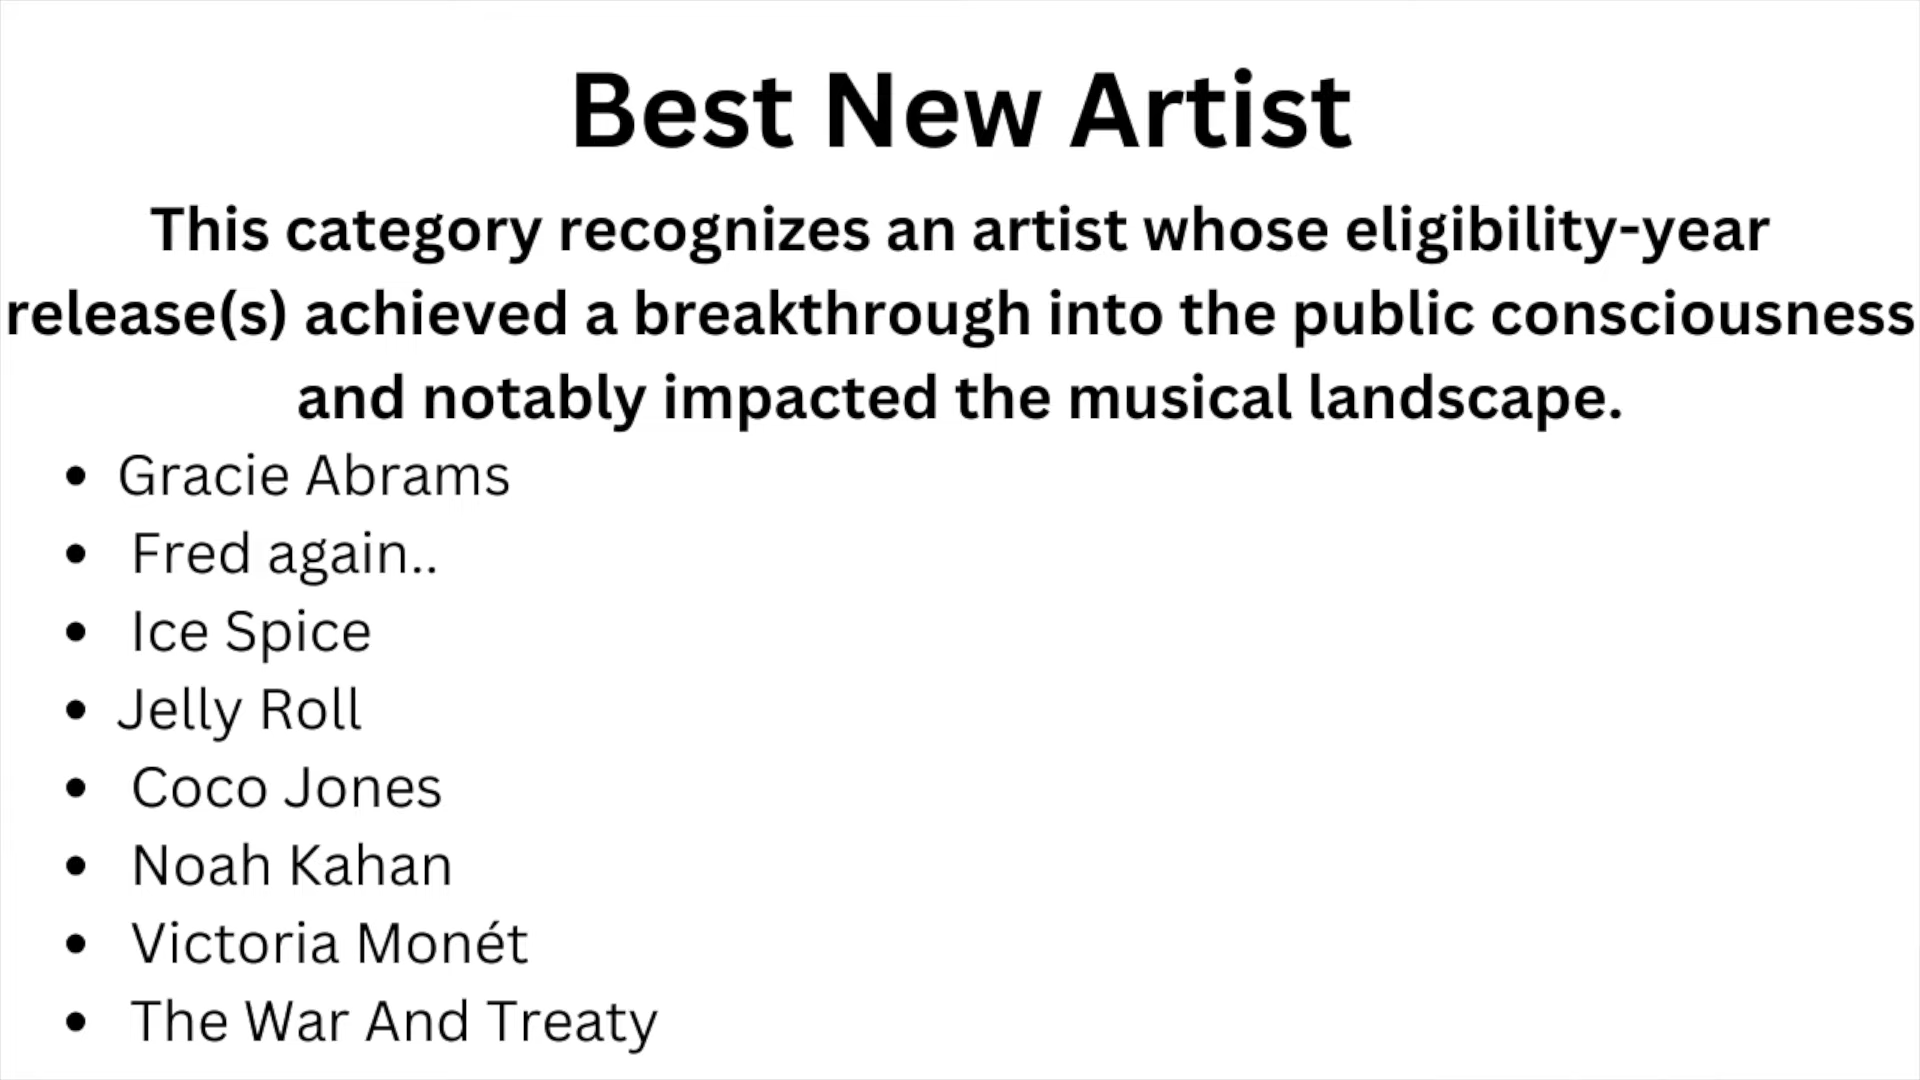 Best New Artist
This category recognizes an artist whose eligibility-year
release(s) achieved a breakthrough into the public consciousness
and notably impacted the musical landscape.
• Gracie Abrams
• Fred again..
• Ice Spice
• Jelly Roll
• Coco Jones
• Noah Kahan
• Victoria Monét
• The War And Treaty